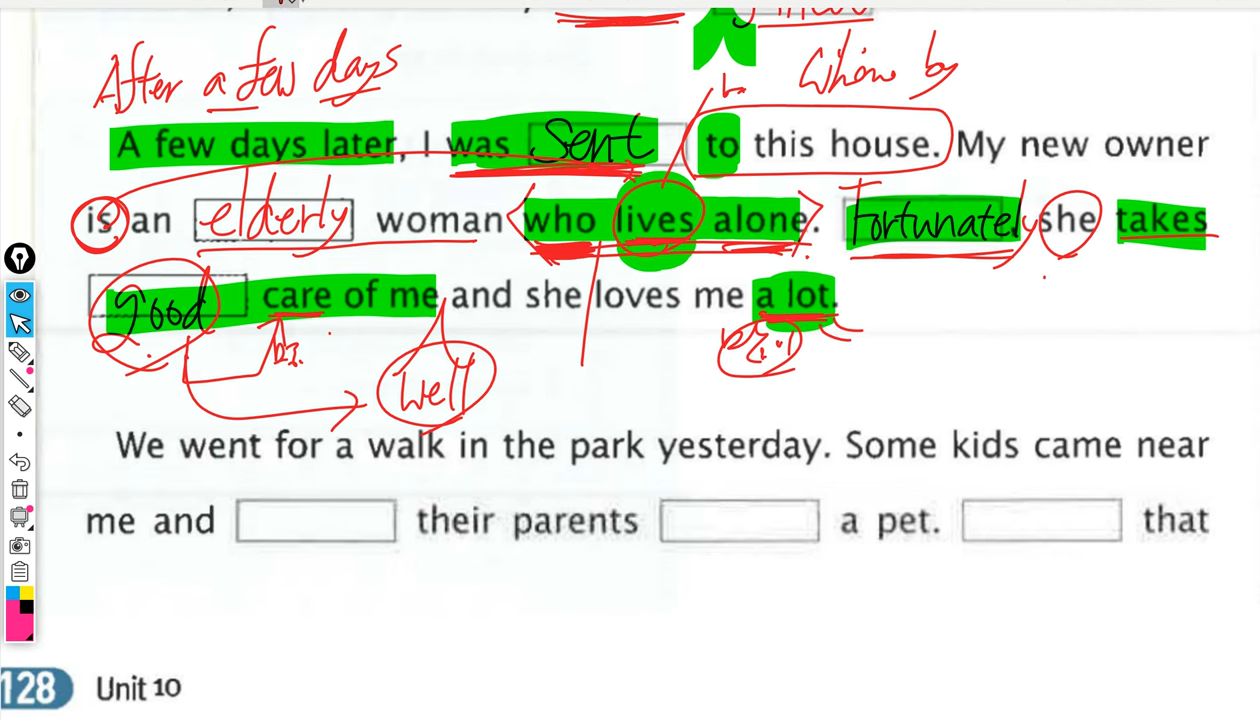 After a few days
A few days later, I was sent to this house. My new owner
is an elderly woman who lives alone. Fortunately she takes
good care of me and she loves me a lot.
well
We went for a walk in the park yesterday. Some kids came near
me and their parents a pet. that
128 Unit 10